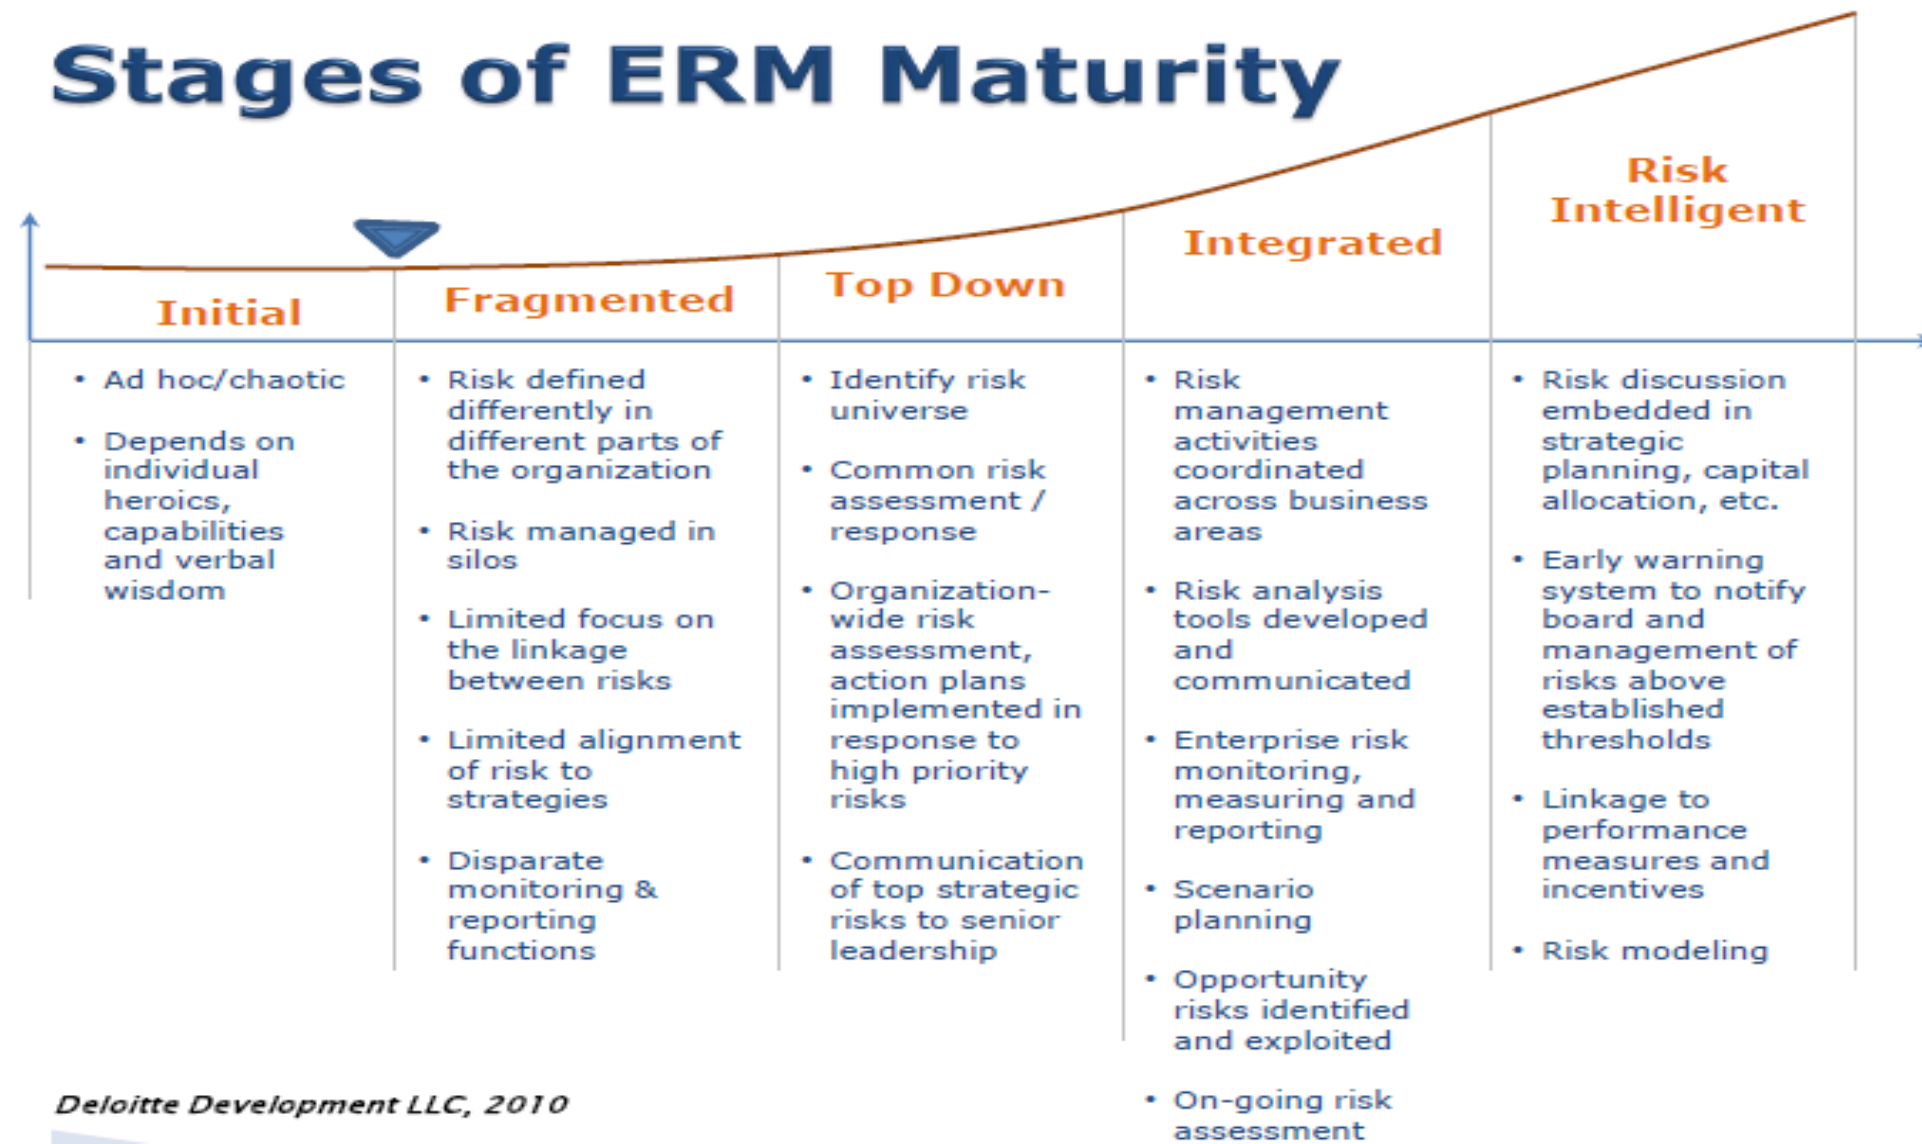 Stages of ERM Maturity
Initial
• Ad hoc/chaotic
• Depends on
individual
heroics,
capabilities
and verbal
wisdom
Fragmented
• Risk defined
differently in
different parts of
the organization
• Risk managed in
silos
• Limited focus on
the linkage
between risks
• Limited alignment
of risk to
strategies
• Disparate
monitoring &
reporting
functions
Top Down
• Identify risk
universe
• Common risk
assessment /
response
• Organization-
wide risk
assessment,
action plans
implemented in
response to
high priority
risks
• Communication
of top strategic
risks to senior
leadership
Integrated
• Risk
management
activities
coordinated
across business
areas
• Risk analysis
tools developed
and
communicated
• Enterprise risk
monitoring,
measuring and
reporting
• Scenario
planning
• Opportunity
risks identified
and exploited
• On-going risk
assessment
Risk
Intelligent
• Risk discussion
embedded in
strategic
planning, capital
allocation, etc.
• Early warning
system to notify
board and
management of
risks above
established
thresholds
• Linkage to
performance
measures and
incentives
• Risk modeling
Deloitte Development LLC, 2010